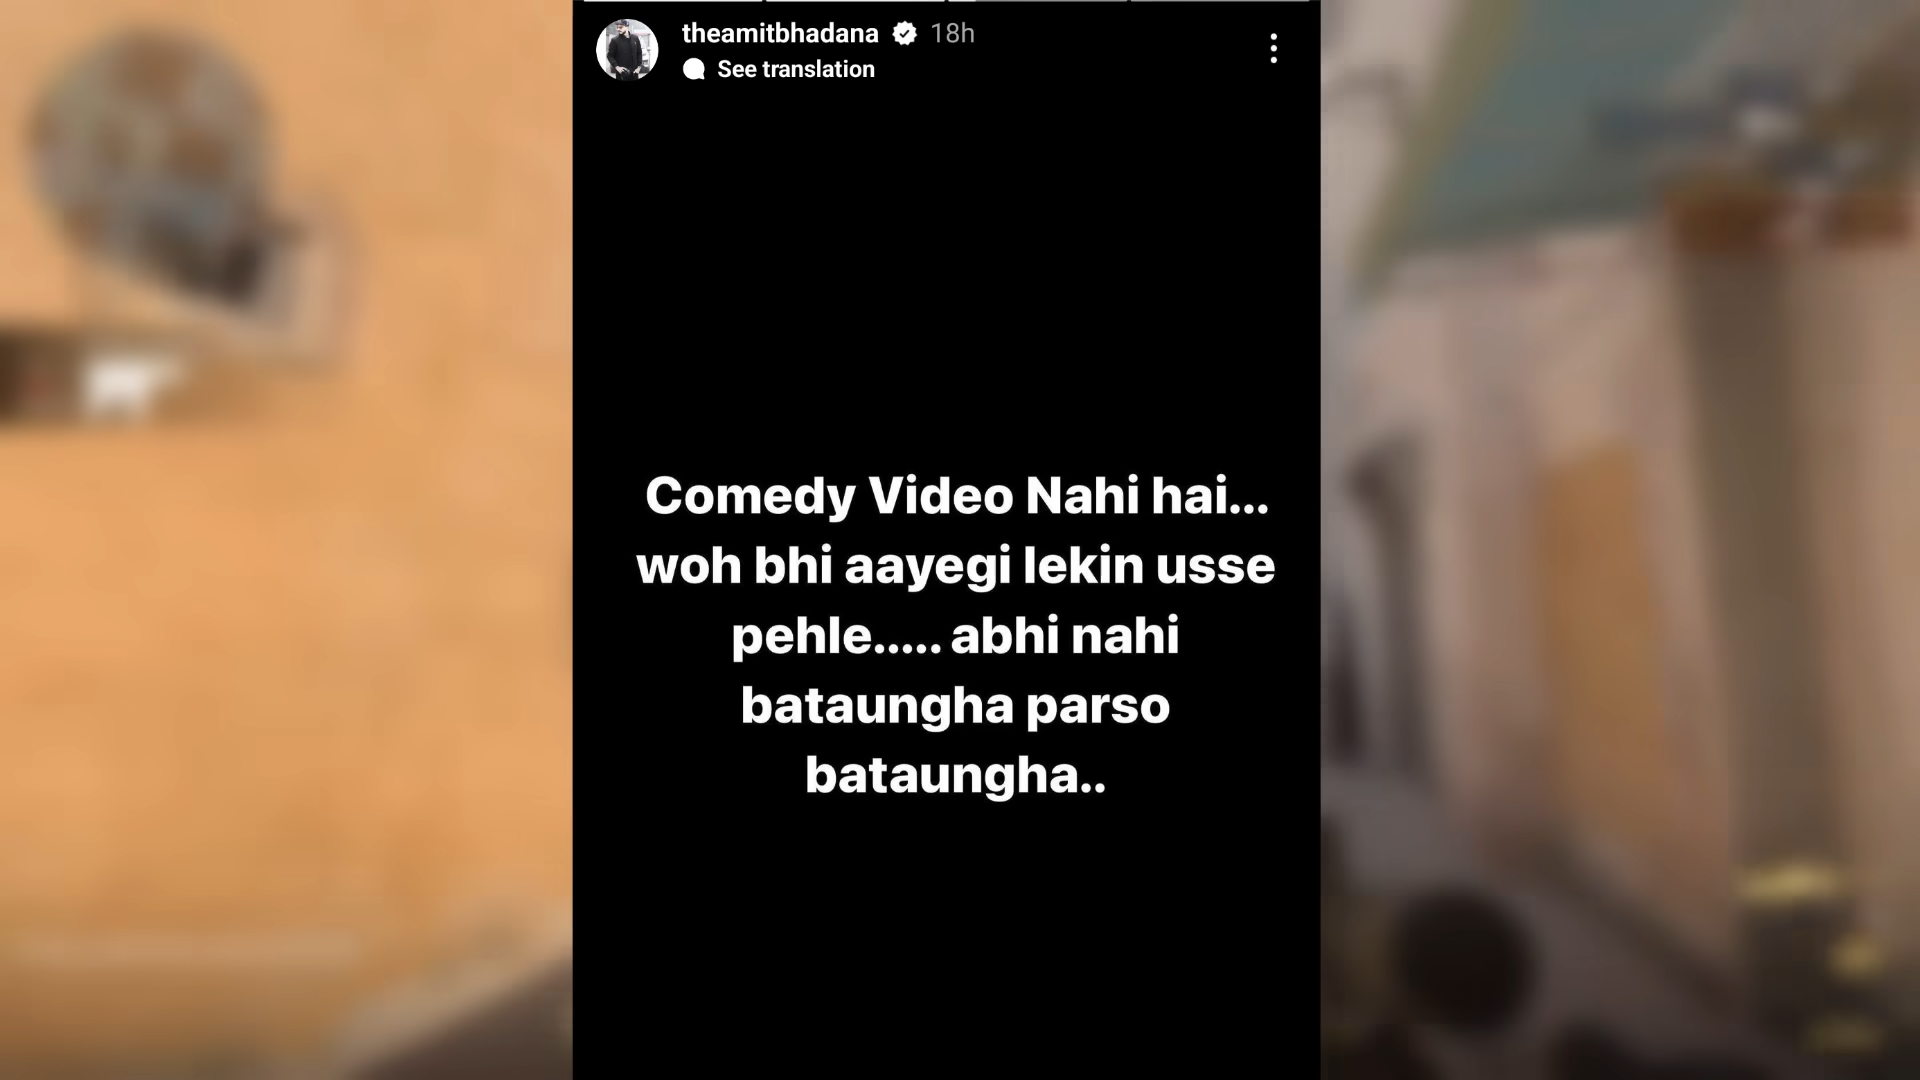 theamitbhadana 18h
See translation
Comedy Video Nahi hai...
woh bhi aayegi lekin usse
pehle..... abhi nahi
bataungha parso
bataungha..